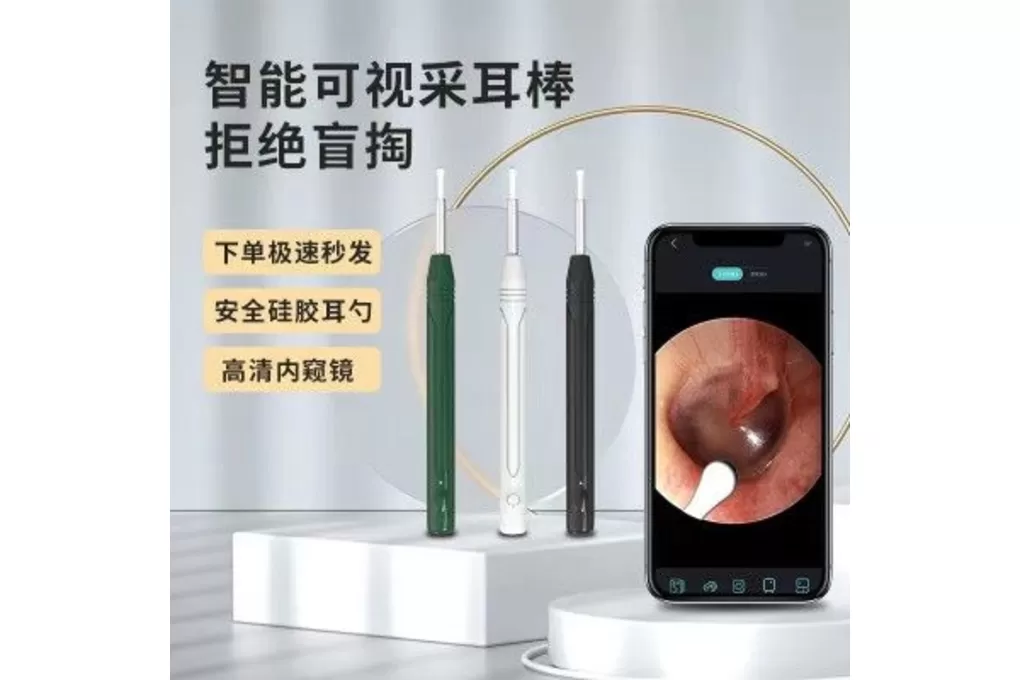 智能可视采耳棒
拒绝盲掏
下单极速秒发
安全硅胶耳勺
高清内窥镜